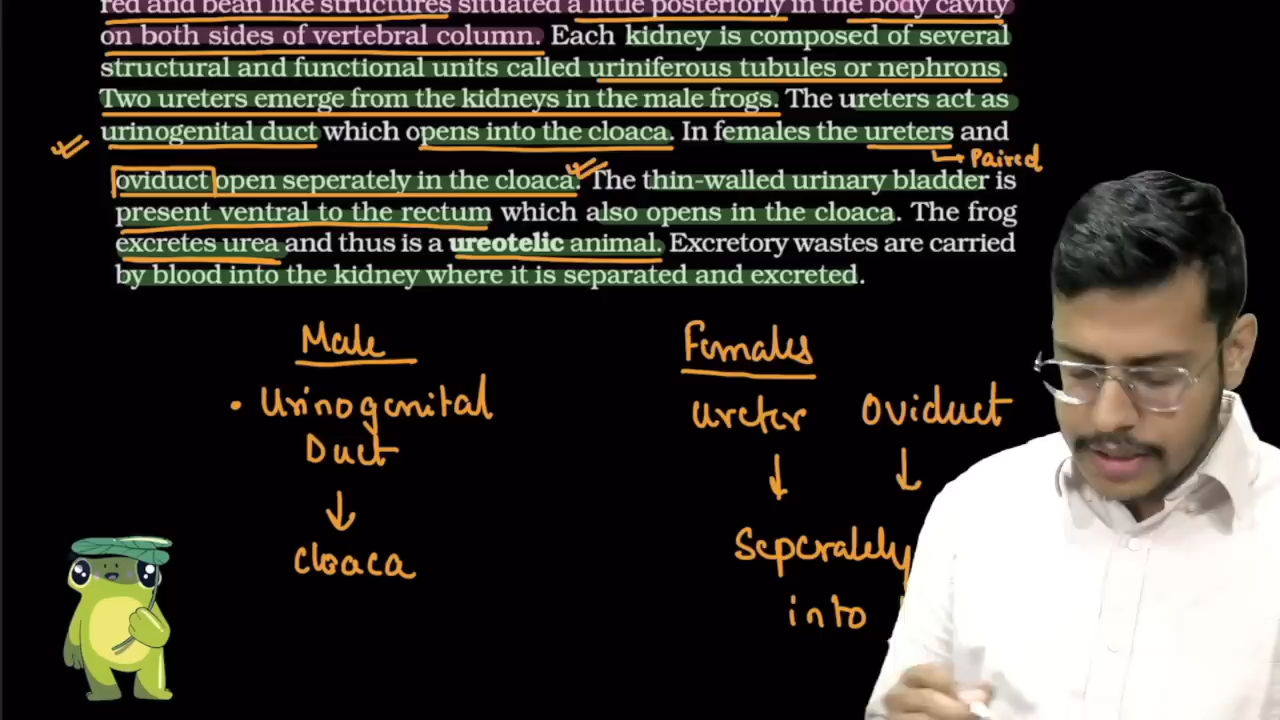 red and bean like structures situated a little posteriorly in the body cavity
on both sides of vertebral column. Each kidney is composed of several
structural and functional units called uriniferous tubules or nephrons.
Two ureters emerge from the kidneys in the male frogs. The ureters act as
urinogenital duct which opens into the cloaca. In females the ureters and
Paired
oviduct open seperately in the cloaca. The thin-walled urinary bladder is
present ventral to the rectum which also opens in the cloaca. The frog
excretes urea and thus is a ureotelic animal. Excretory wastes are carried
by blood into the kidney where it is separated and excreted.
Male
• Urinogenital
Duct
↓
Cloaca
Females
Ureter Oviduct
↓ ↓
Seperately
into